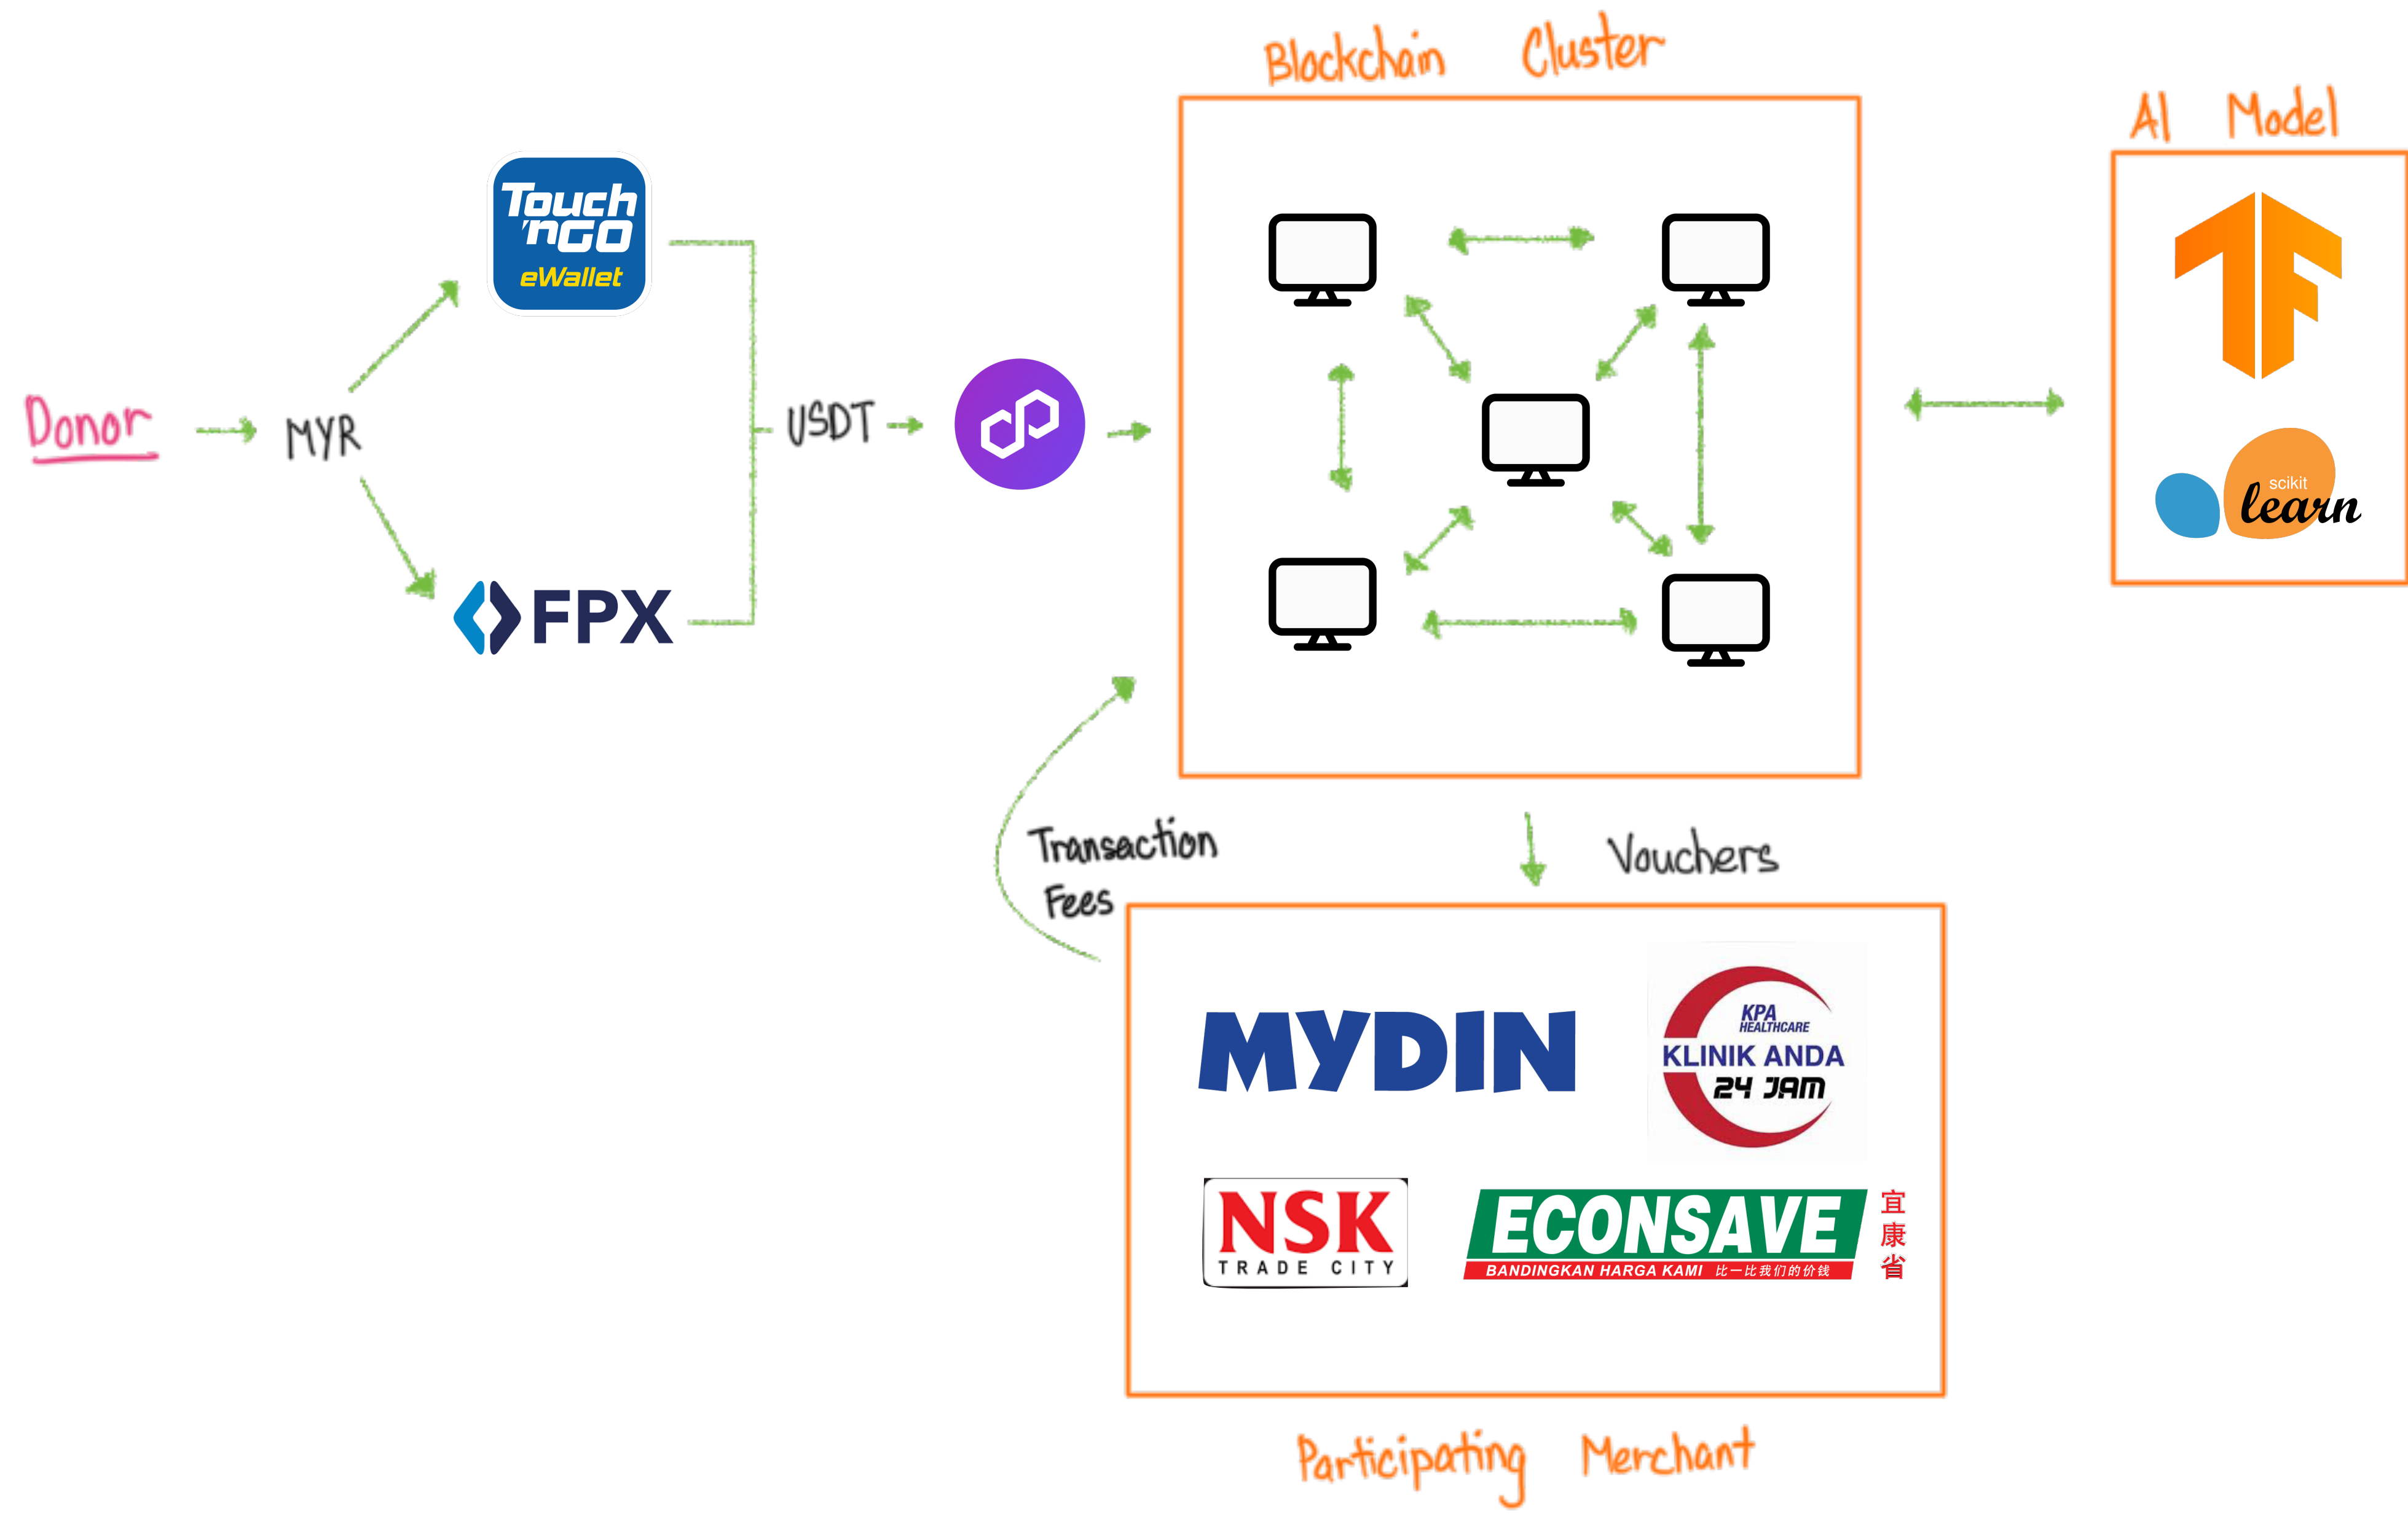 Blockchain Cluster
AI Model
Touch
'nGO
eWallet
Donor
MYR
USDT
FPX
scikit
learn
Transaction
Fees
Vouchers
MYDIN
KPA
HEALTHCARE
KLINIK ANDA
24 JAM
NSK
TRADE CITY
ECONSAVE
BANDINGKAN HARGA KAMI 比一比我们的价钱
宜康省
Participating Merchant